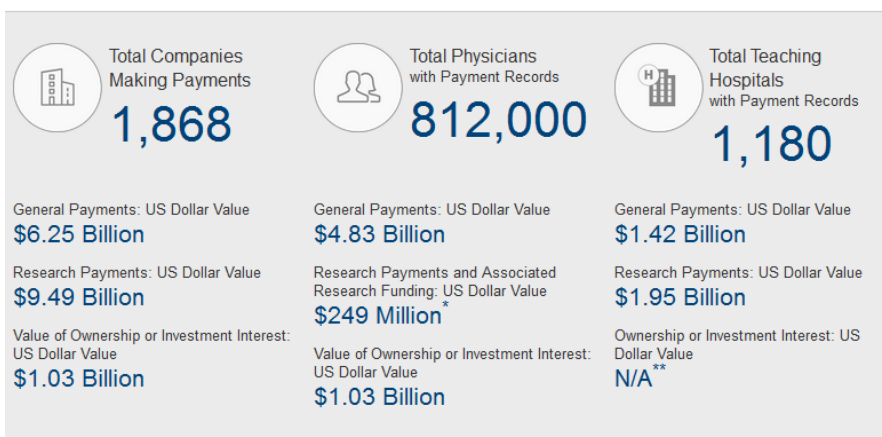 Total Companies
Making Payments
1,868
General Payments: US Dollar Value
$6.25 Billion
Research Payments: US Dollar Value
$9.49 Billion
Value of Ownership or Investment Interest:
US Dollar Value
$1.03 Billion
Total Physicians
with Payment Records
812,000
General Payments: US Dollar Value
$4.83 Billion
Research Payments and Associated
Research Funding: US Dollar Value
$249 Million*
Value of Ownership or Investment Interest:
US Dollar Value
$1.03 Billion
H
Total Teaching
Hospitals
with Payment Records
1,180
General Payments: US Dollar Value
$1.42 Billion
Research Payments: US Dollar Value
$1.95 Billion
Ownership or Investment Interest: US
Dollar Value
N/A**